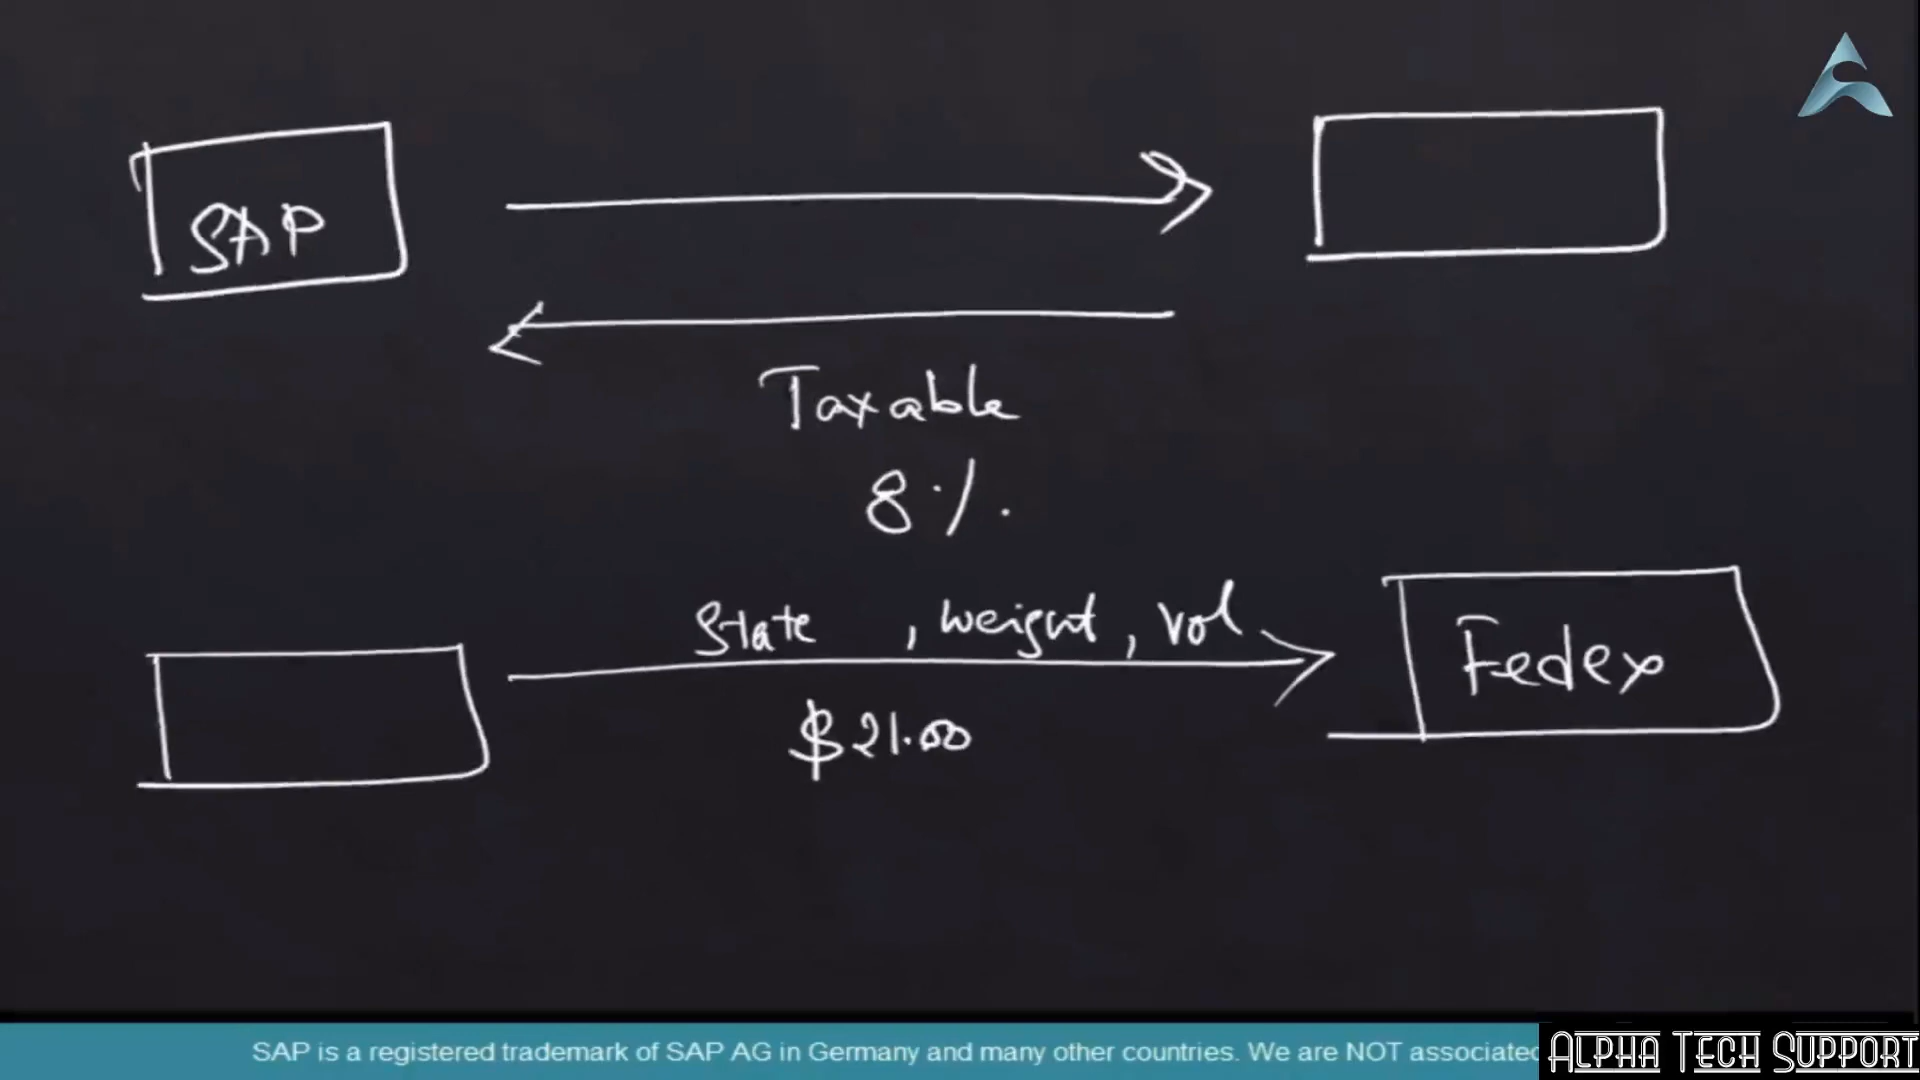 SAP
Taxable
8%.
State , weight, vol
Fedex
$21.00
SAP is a registered trademark of SAP AG in Germany and many other countries. We are NOT associated
Alpha Tech Support